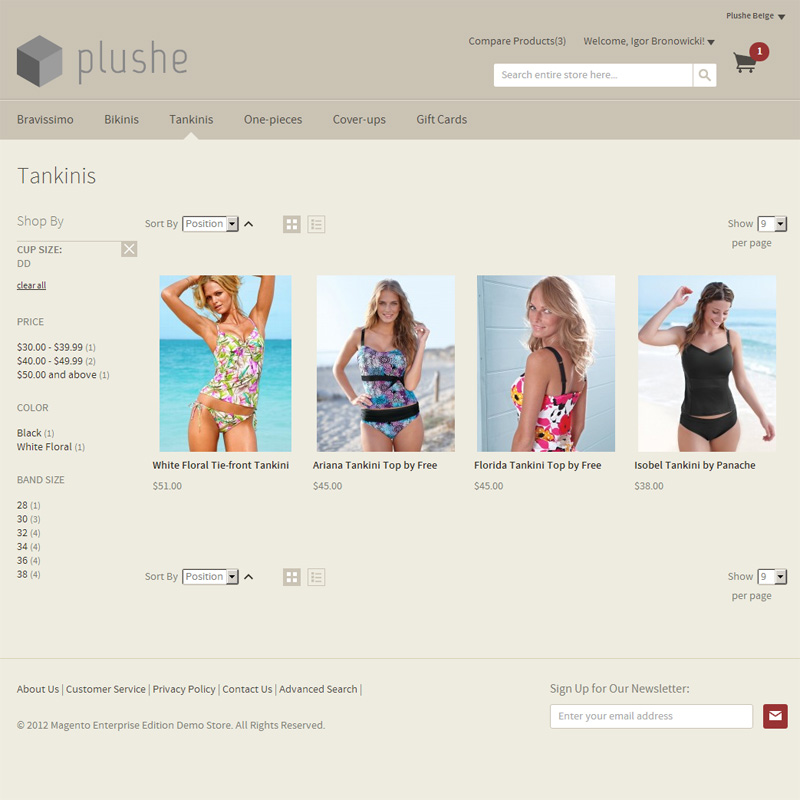 Plushe Beige
plushe
Compare Products(3)
Welcome, Igor Bronowicki!
1
Search entire store here...
Bravissimo
Bikinis
Tankinis
One-pieces
Cover-ups
Gift Cards
Tankinis
Shop By
CUP SIZE:
DD
clear all
PRICE
$30.00 - $39.99 (1)
$40.00 - $49.99 (2)
$50.00 and above (1)
COLOR
Black (1)
White Floral (1)
BAND SIZE
28 (1)
30 (3)
32 (4)
34 (4)
36 (4)
38 (4)
Sort By Position
Show 9
per page
White Floral Tie-front Tankini
$51.00
Ariana Tankini Top by Free
$45.00
Florida Tankini Top by Free
$45.00
Isobel Tankini by Panache
$38.00
Sort By Position
Show 9
per page
About Us | Customer Service | Privacy Policy | Contact Us | Advanced Search |
© 2012 Magento Enterprise Edition Demo Store. All Rights Reserved.
Sign Up for Our Newsletter:
Enter your email address